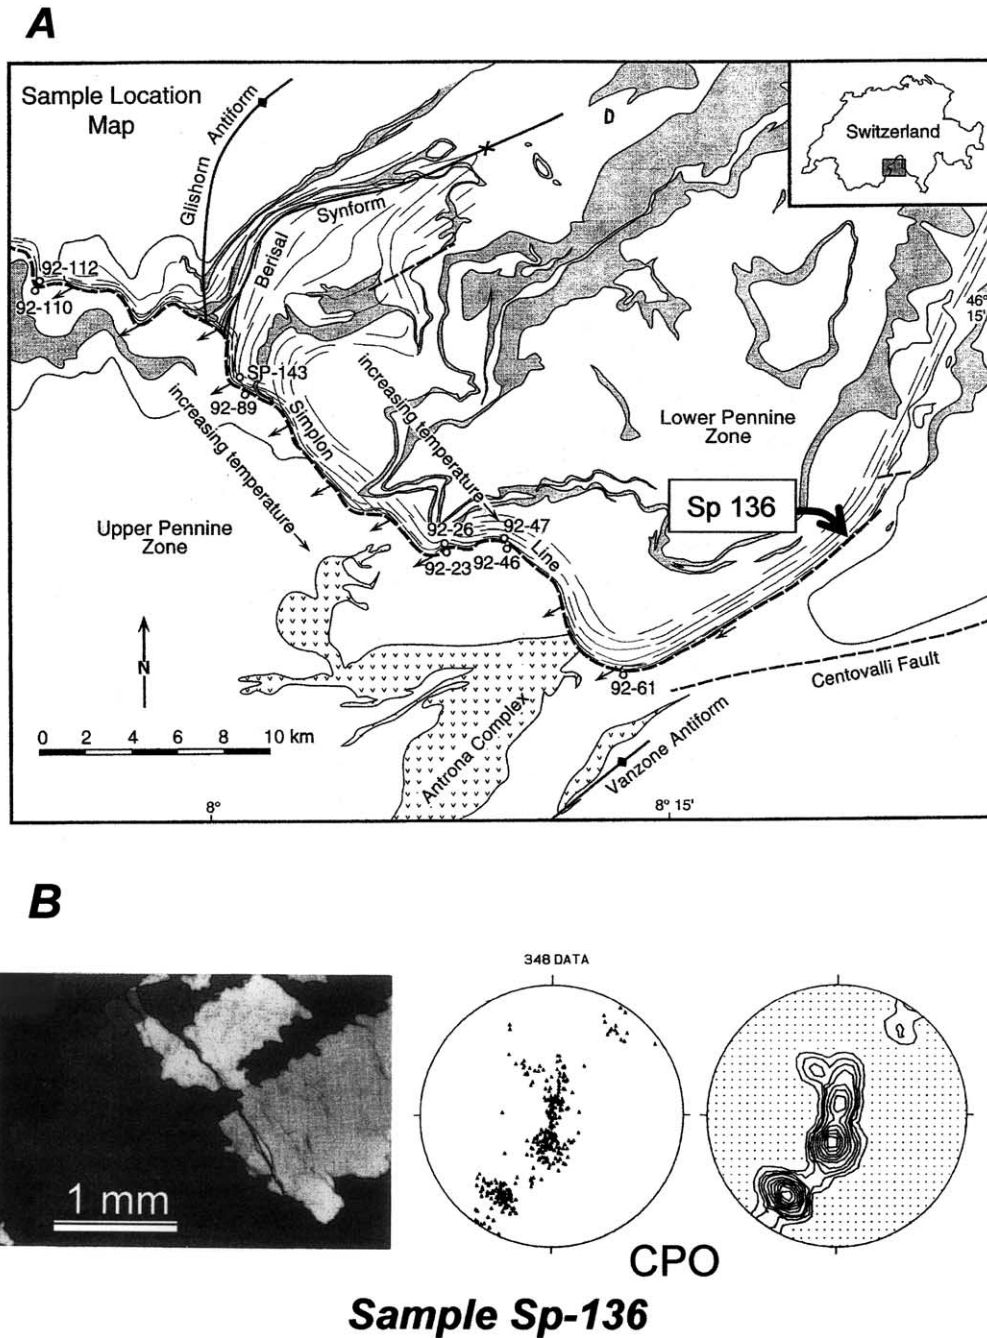 A
Sample Location
Map
Glishorn Antiform
Berisal
Synform
D
Switzerland
46°
15'
92-112
92-110
SP-143
92-89
Simplon
Line
increasing temperature
increasing temperature
Lower Pennine
Zone
Sp 136
Upper Pennine
Zone
92-26
92-47
92-23
92-46
92-61
Centovalli Fault
Vanzone Antiform
Antrona Complex
N
0 2 4 6 8 10 km
8°
8° 15'
B
348 DATA
1 mm
CPO
Sample Sp-136